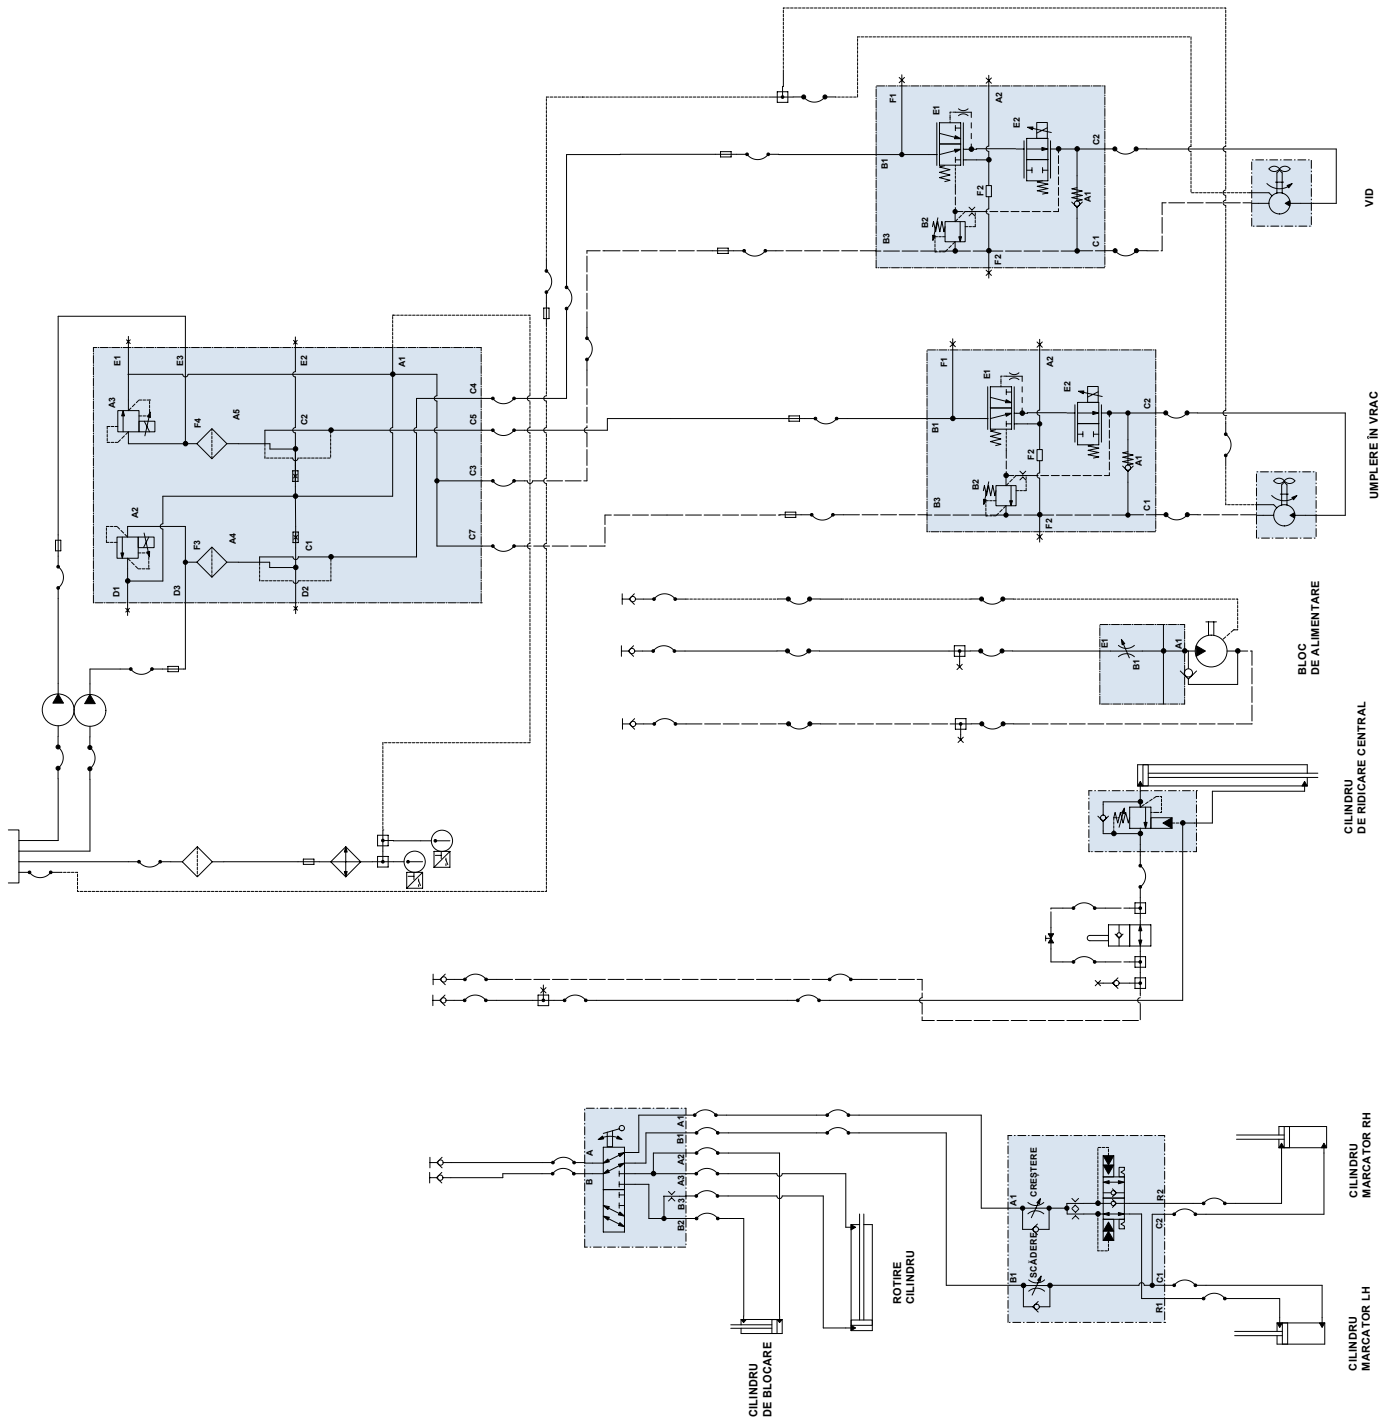 E1
A3
E3
F4
A5
E2
C2
A1
C4
C5
C3
C7
A2
D1
D3
F3
A4
C1
D2
F1
A2
E1
E2
B1
C2
F2
A1
B2
B3
F2
C1
VID
F1
A2
E1
E2
B1
C2
F2
A1
B2
B3
F2
C1
UMPLERE ÎN VRAC
E1
B1
A1
BLOC
DE ALIMENTARE
CILINDRU
DE RIDICARE CENTRAL
A
B
A1
B1
A2
A3
B3
B2
ROTIRE
CILINDRU
CILINDRU
DE BLOCARE
A1
CREȘTERE
B1
SCĂDERE
R2
C2
C1
R1
CILINDRU
MARCATOR RH
CILINDRU
MARCATOR LH